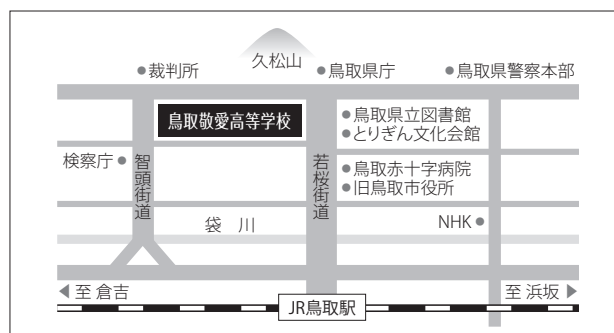 久松山
裁判所
鳥取県庁
鳥取県警察本部
鳥取敬愛高等学校
鳥取県立図書館
とりぎん文化会館
検察庁
智頭街道
若桜街道
鳥取赤十字病院
旧鳥取市役所
袋 川
NHK
至 倉吉
至 浜坂
JR鳥取駅